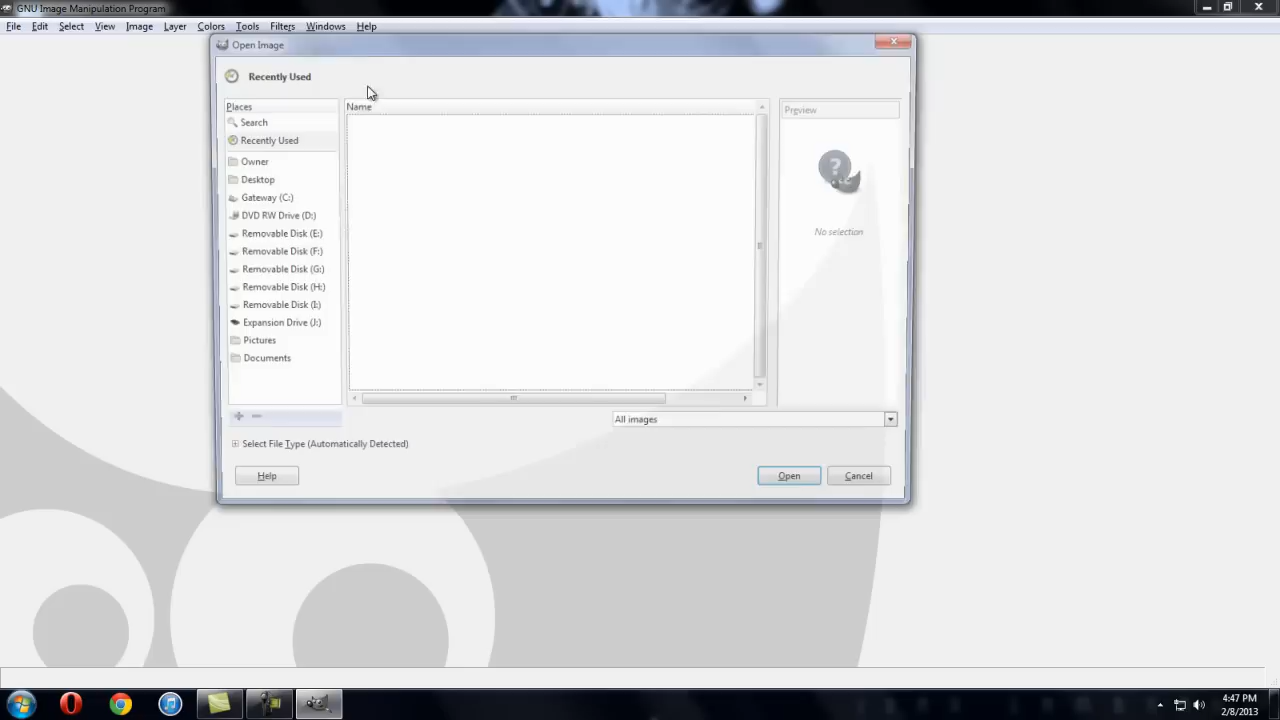 GNU Image Manipulation Program
File Edit Select View Image Layer Colors Tools Filters Windows Help
Open Image
Recently Used
Places
Name
Preview
Search
Recently Used
Owner
Desktop
Gateway (C:)
DVD RW Drive (D:)
Removable Disk (E:)
Removable Disk (F:)
Removable Disk (G:)
Removable Disk (H:)
Removable Disk (I:)
Expansion Drive (J:)
Pictures
Documents
No selection
All images
Select File Type (Automatically Detected)
Help
Open
Cancel
4:47 PM
2/8/2013